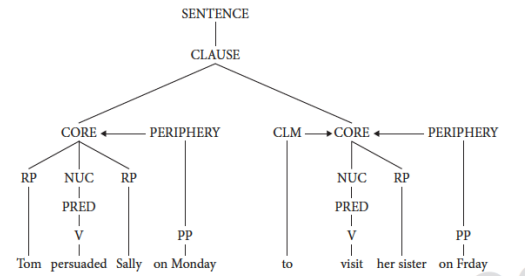 SENTENCE
CLAUSE
CORE PERIPHERY CLM CORE PERIPHERY
RP NUC RP NUC RP
PRED PRED
V PP V PP
Tom persuaded Sally on Monday to visit her sister on Frday